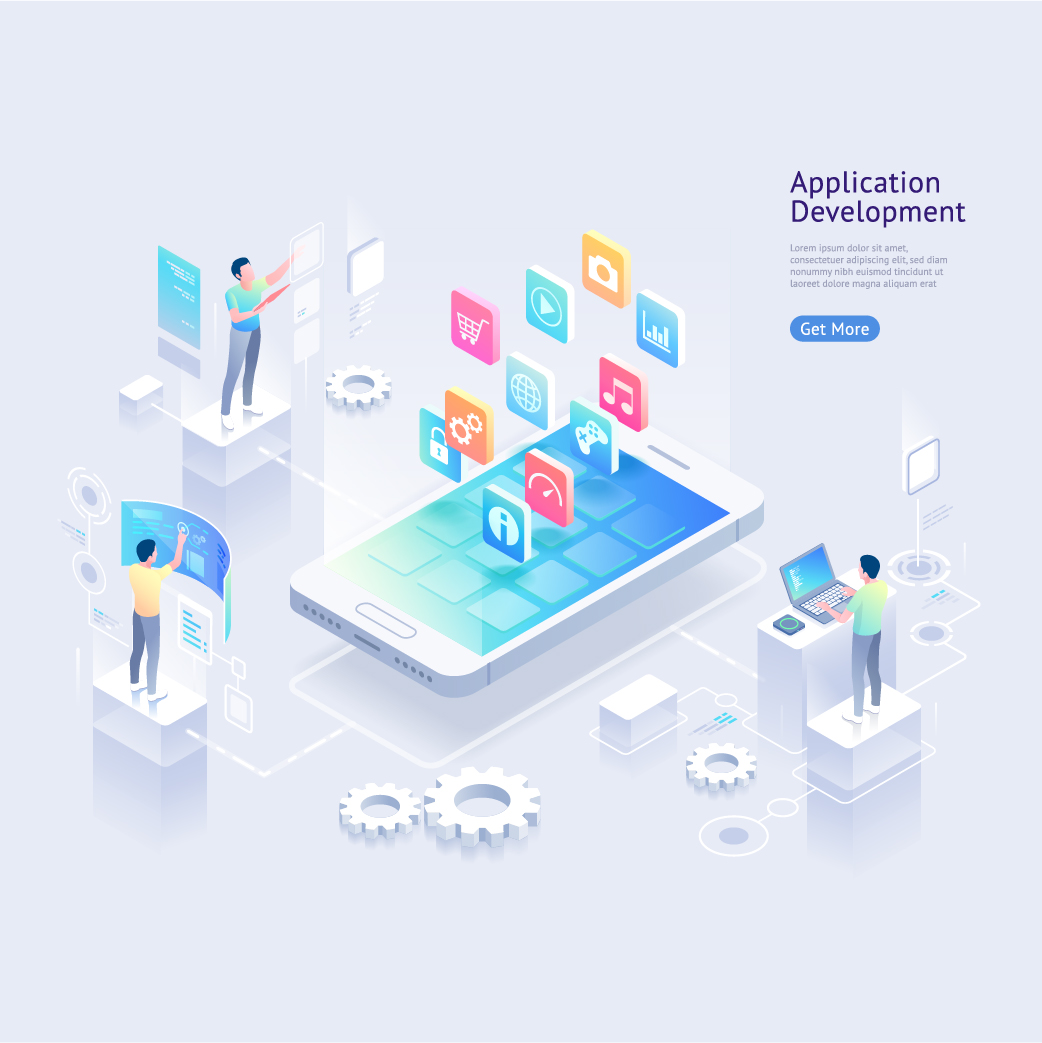 Application
Development
Lorem ipsum dolor sit amet,
consectetuer adipiscing elit, sed diam
nonummy nibh euismod tincidunt ut
laoreet dolore magna aliquam erat
Get More